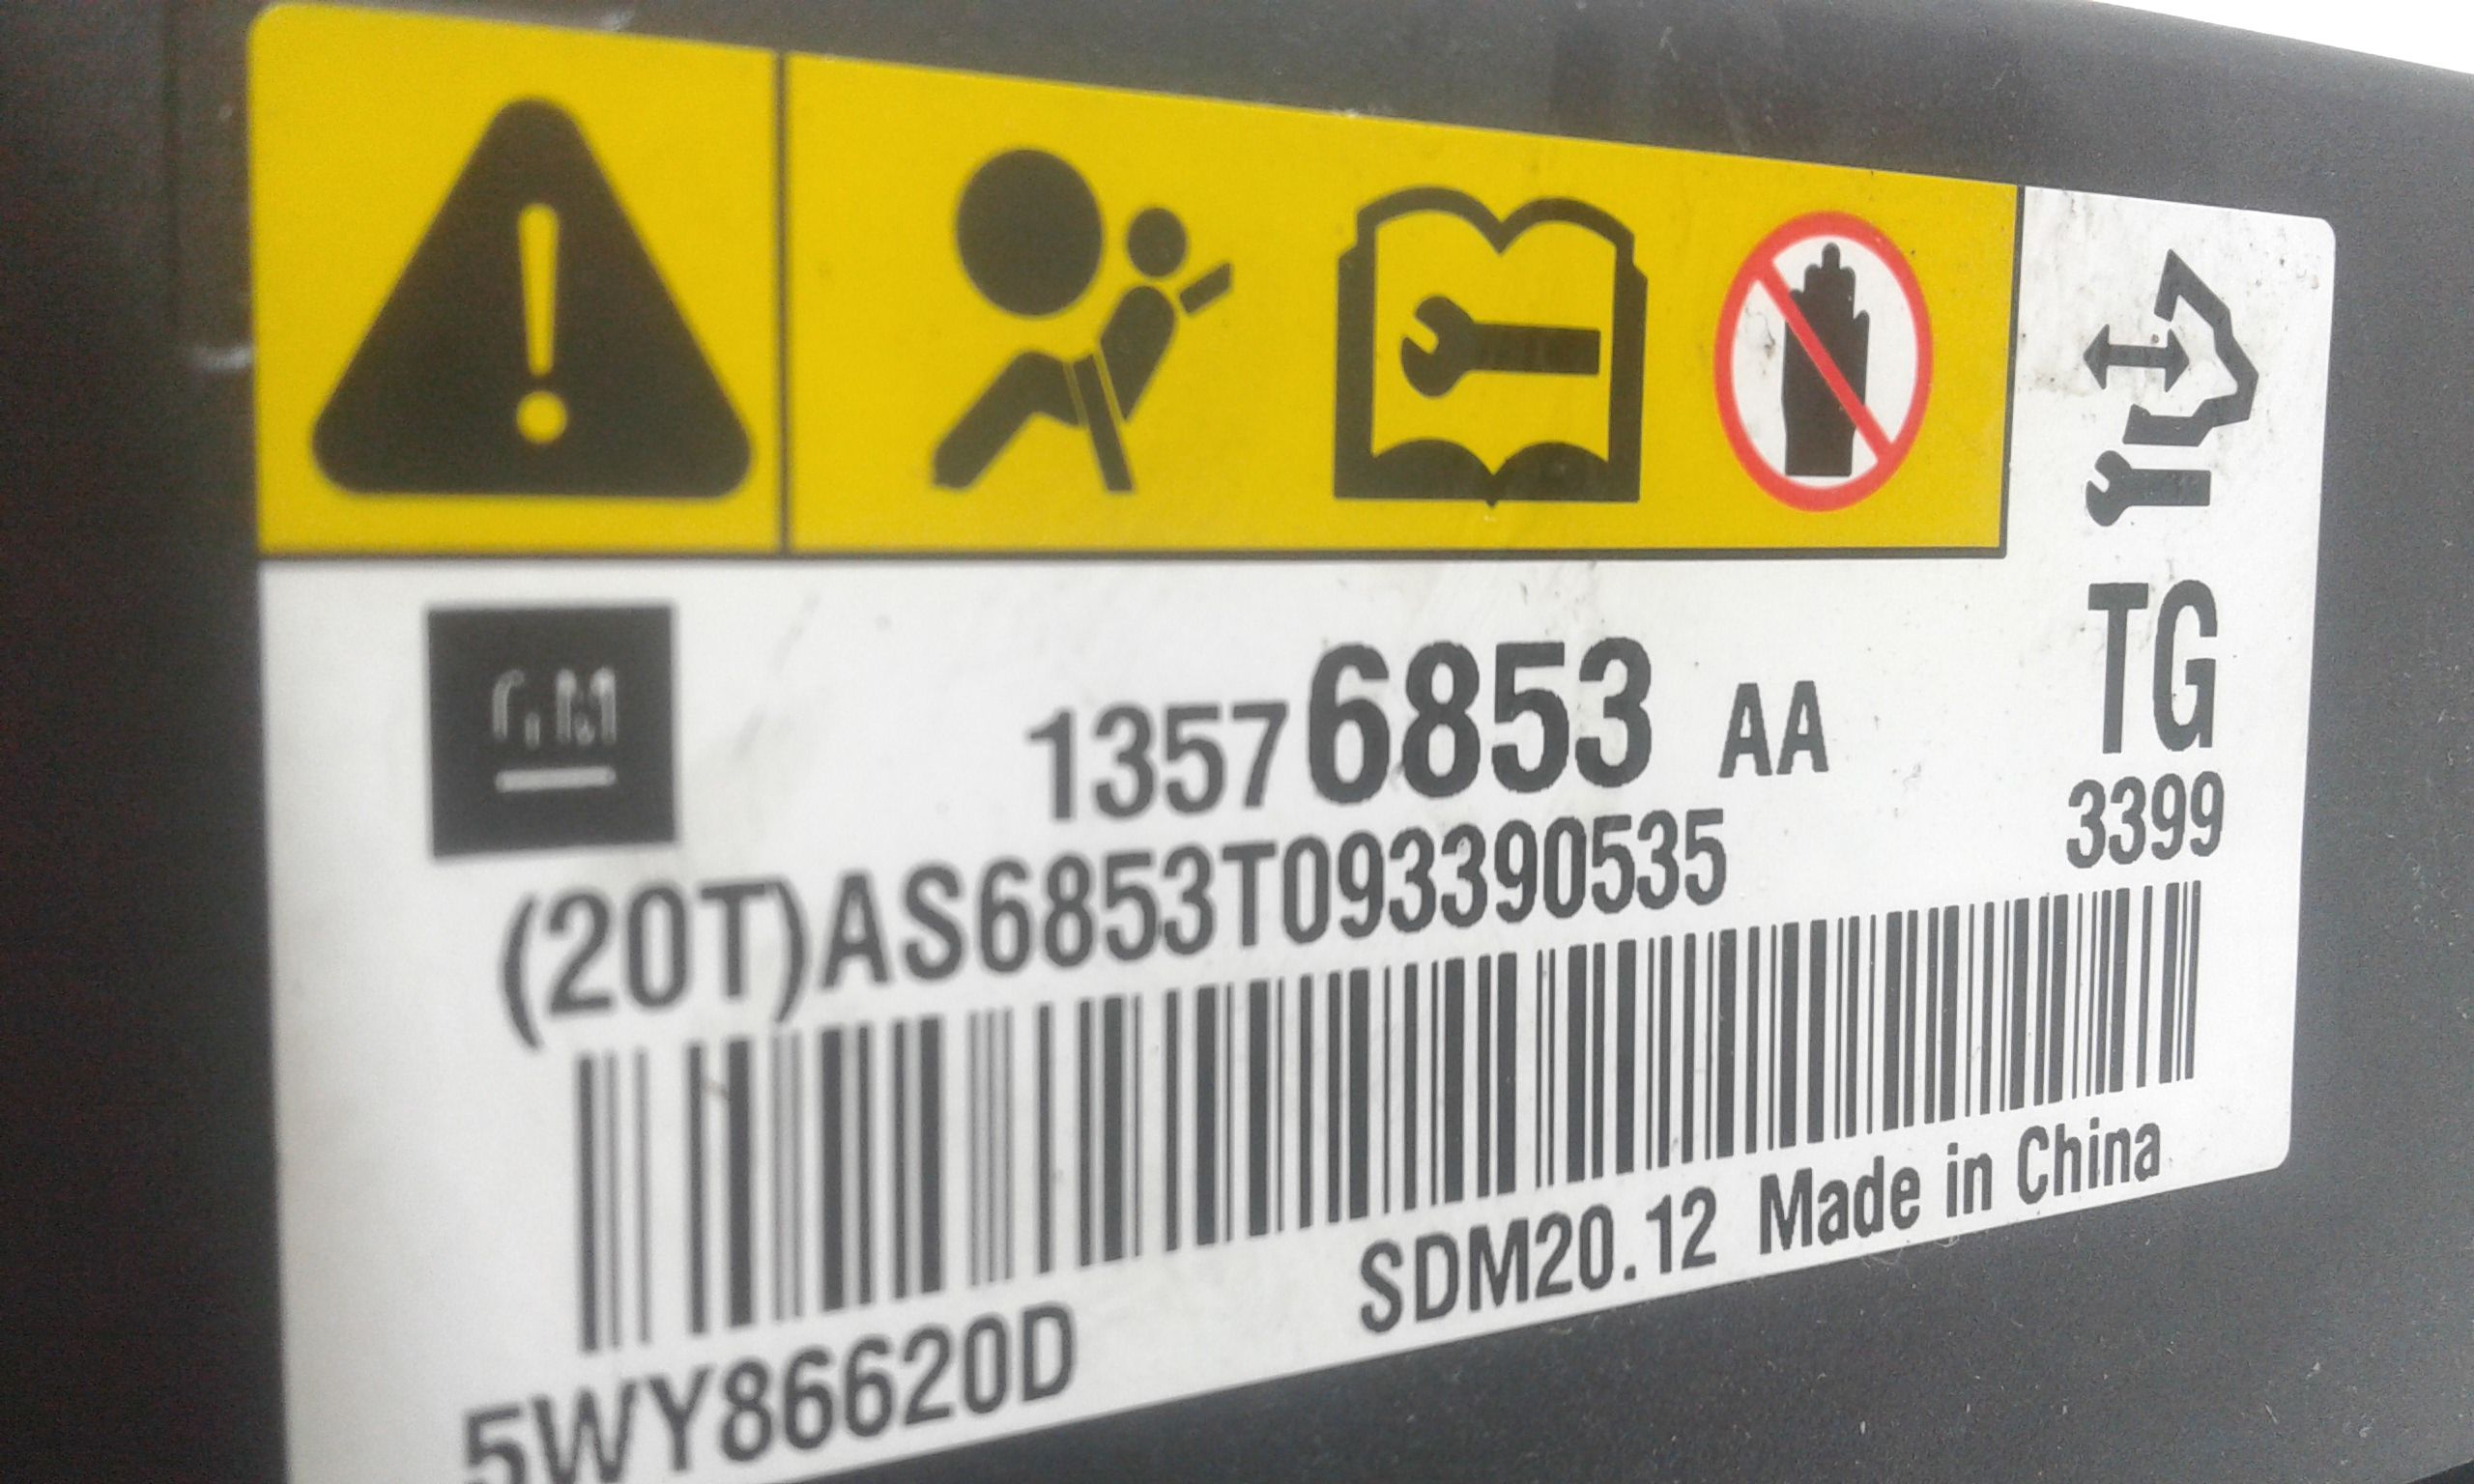 GM
13576853 AA
TG
3399
(20T)AS6853T093390535
SDM20.12 Made in China
5WY86620D